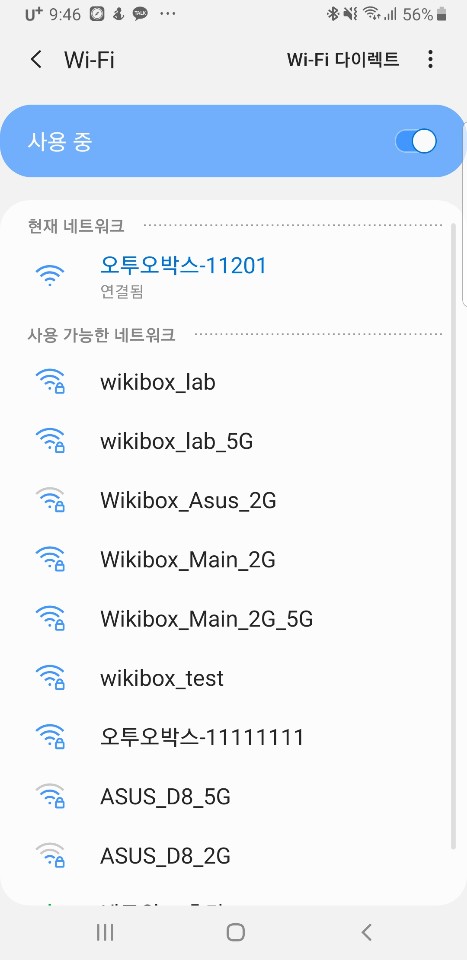 U+ 9:46 TALK 56%
Wi-Fi Wi-Fi 다이렉트
사용 중
현재 네트워크
오투오박스-11201
연결됨
사용 가능한 네트워크
wikibox_lab
wikibox_lab_5G
Wikibox_Asus_2G
Wikibox_Main_2G
Wikibox_Main_2G_5G
wikibox_test
오투오박스-11111111
ASUS_D8_5G
ASUS_D8_2G